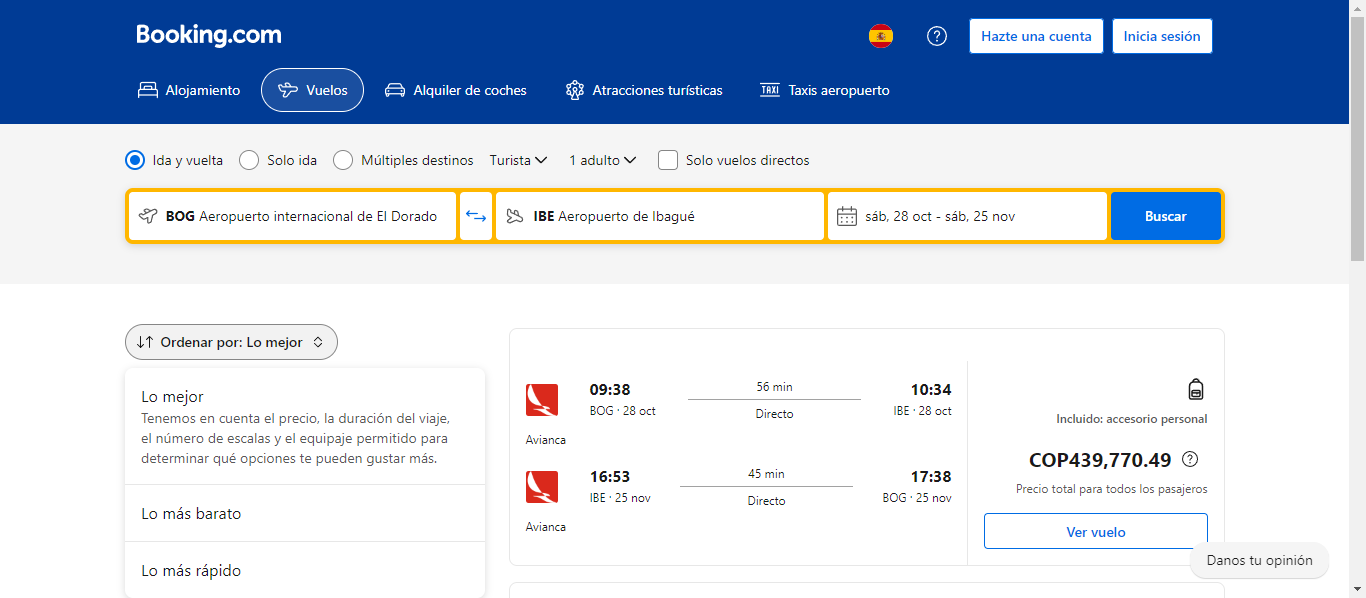 Booking.com
Hazte una cuenta
Inicia sesión
Alojamiento
Vuelos
Alquiler de coches
Atracciones turísticas
TAXI Taxis aeropuerto
Ida y vuelta
Solo ida
Múltiples destinos
Turista
1 adulto
Solo vuelos directos
BOG Aeropuerto internacional de El Dorado
IBE Aeropuerto de Ibagué
sáb, 28 oct - sáb, 25 nov
Buscar
Ordenar por: Lo mejor
Lo mejor
Tenemos en cuenta el precio, la duración del viaje,
el número de escalas y el equipaje permitido para
determinar qué opciones te pueden gustar más.
Lo más barato
Lo más rápido
Avianca
09:38
BOG · 28 oct
56 min
Directo
10:34
IBE · 28 oct
Avianca
16:53
IBE · 25 nov
45 min
Directo
17:38
BOG · 25 nov
Incluido: accesorio personal
COP439,770.49
Precio total para todos los pasajeros
Ver vuelo
Danos tu opinión